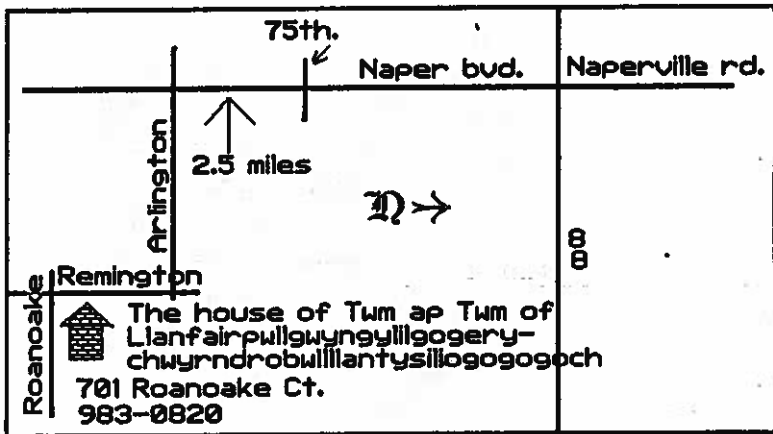 75th.
Naper bvd.
Naperville rd.
2.5 miles
Arlington
N
88
Remington
Roanoake
The house of Twm ap Twm of
Llanfairpwllgwyngylllgogery-
chwyrndrobwllllantysiliogogogoch
701 Roanoake Ct.
983-0820